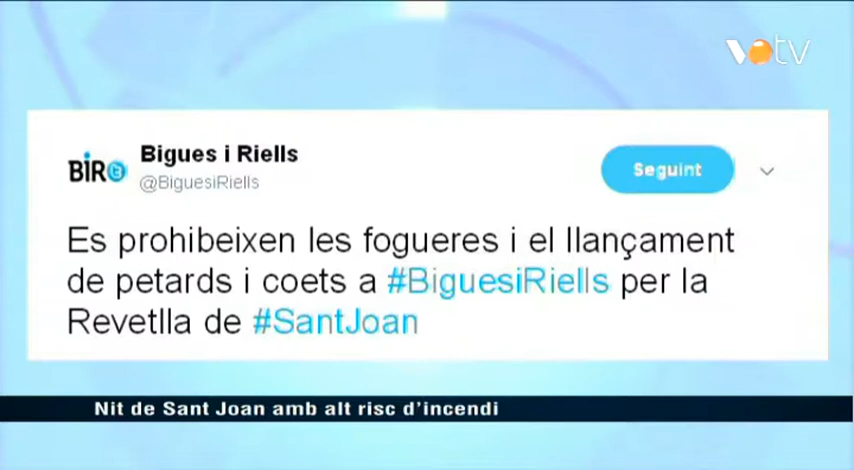 votv
Bigues i Riells
BiR
@BiguesiRiells
Seguint
Es prohibeixen les fogueres i el llançament
de petards i coets a #BiguesiRiells per la
Revetlla de #SantJoan
Nit de Sant Joan amb alt risc d'incendi